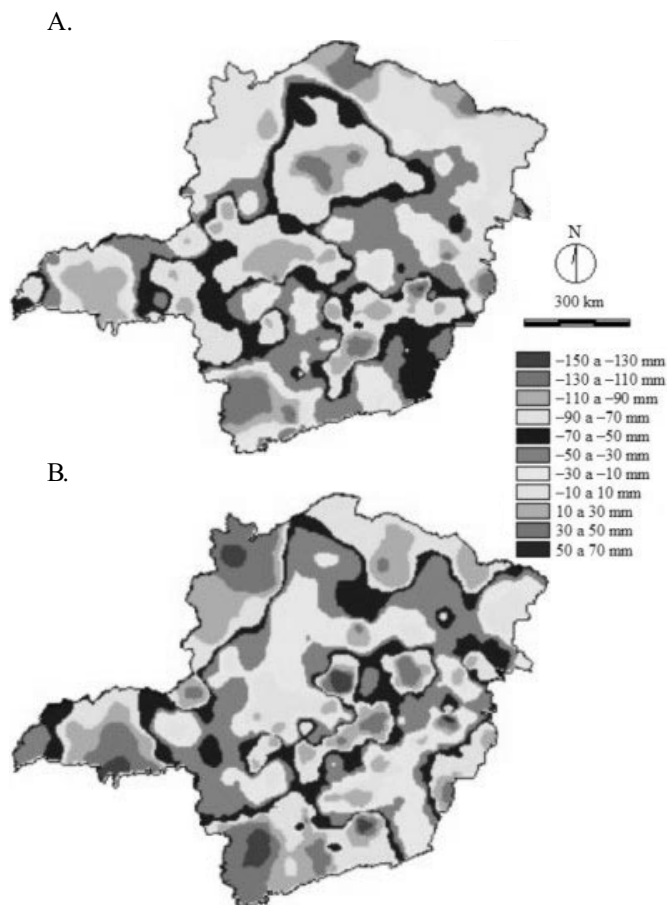 A.
N
300 km
−150 a −130 mm
−130 a −110 mm
−110 a −90 mm
−90 a −70 mm
−70 a −50 mm
−50 a −30 mm
−30 a −10 mm
−10 a 10 mm
10 a 30 mm
30 a 50 mm
50 a 70 mm
B.